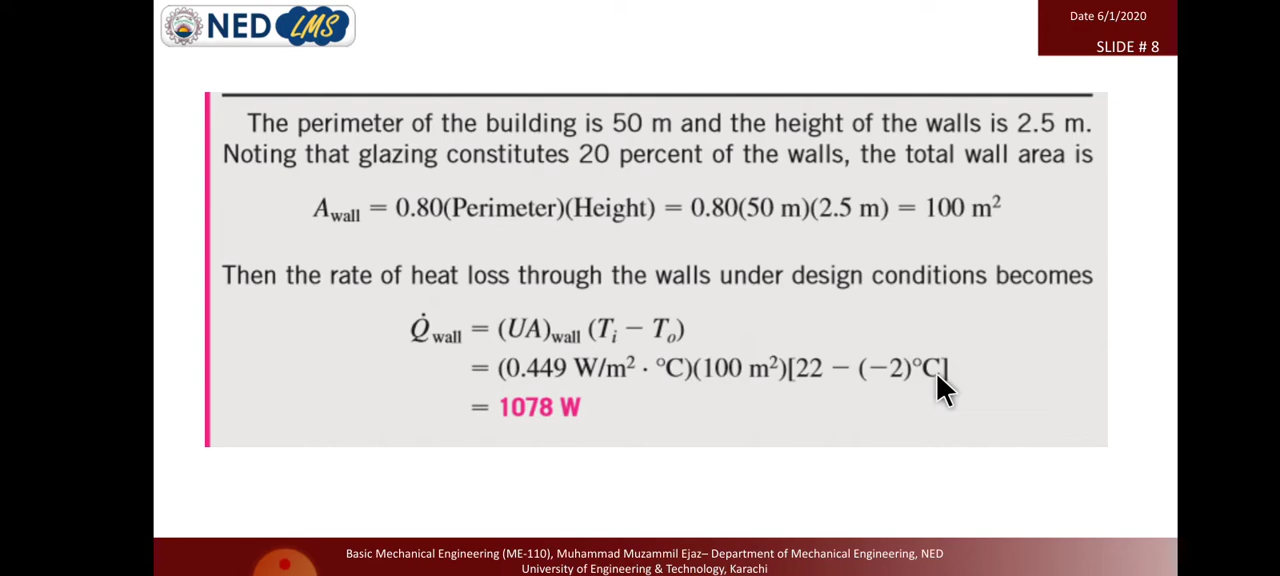 NED LMS
Date 6/1/2020
SLIDE # 8
The perimeter of the building is 50 m and the height of the walls is 2.5 m.
Noting that glazing constitutes 20 percent of the walls, the total wall area is
A_wall = 0.80(Perimeter)(Height) = 0.80(50 m)(2.5 m) = 100 m²
Then the rate of heat loss through the walls under design conditions becomes
Q̇_wall = (UA)_wall (T_i − T_o)
= (0.449 W/m² · °C)(100 m²)[22 − (−2)°C]
= 1078 W
Basic Mechanical Engineering (ME-110), Muhammad Muzammil Ejaz– Department of Mechanical Engineering, NED
University of Engineering & Technology, Karachi